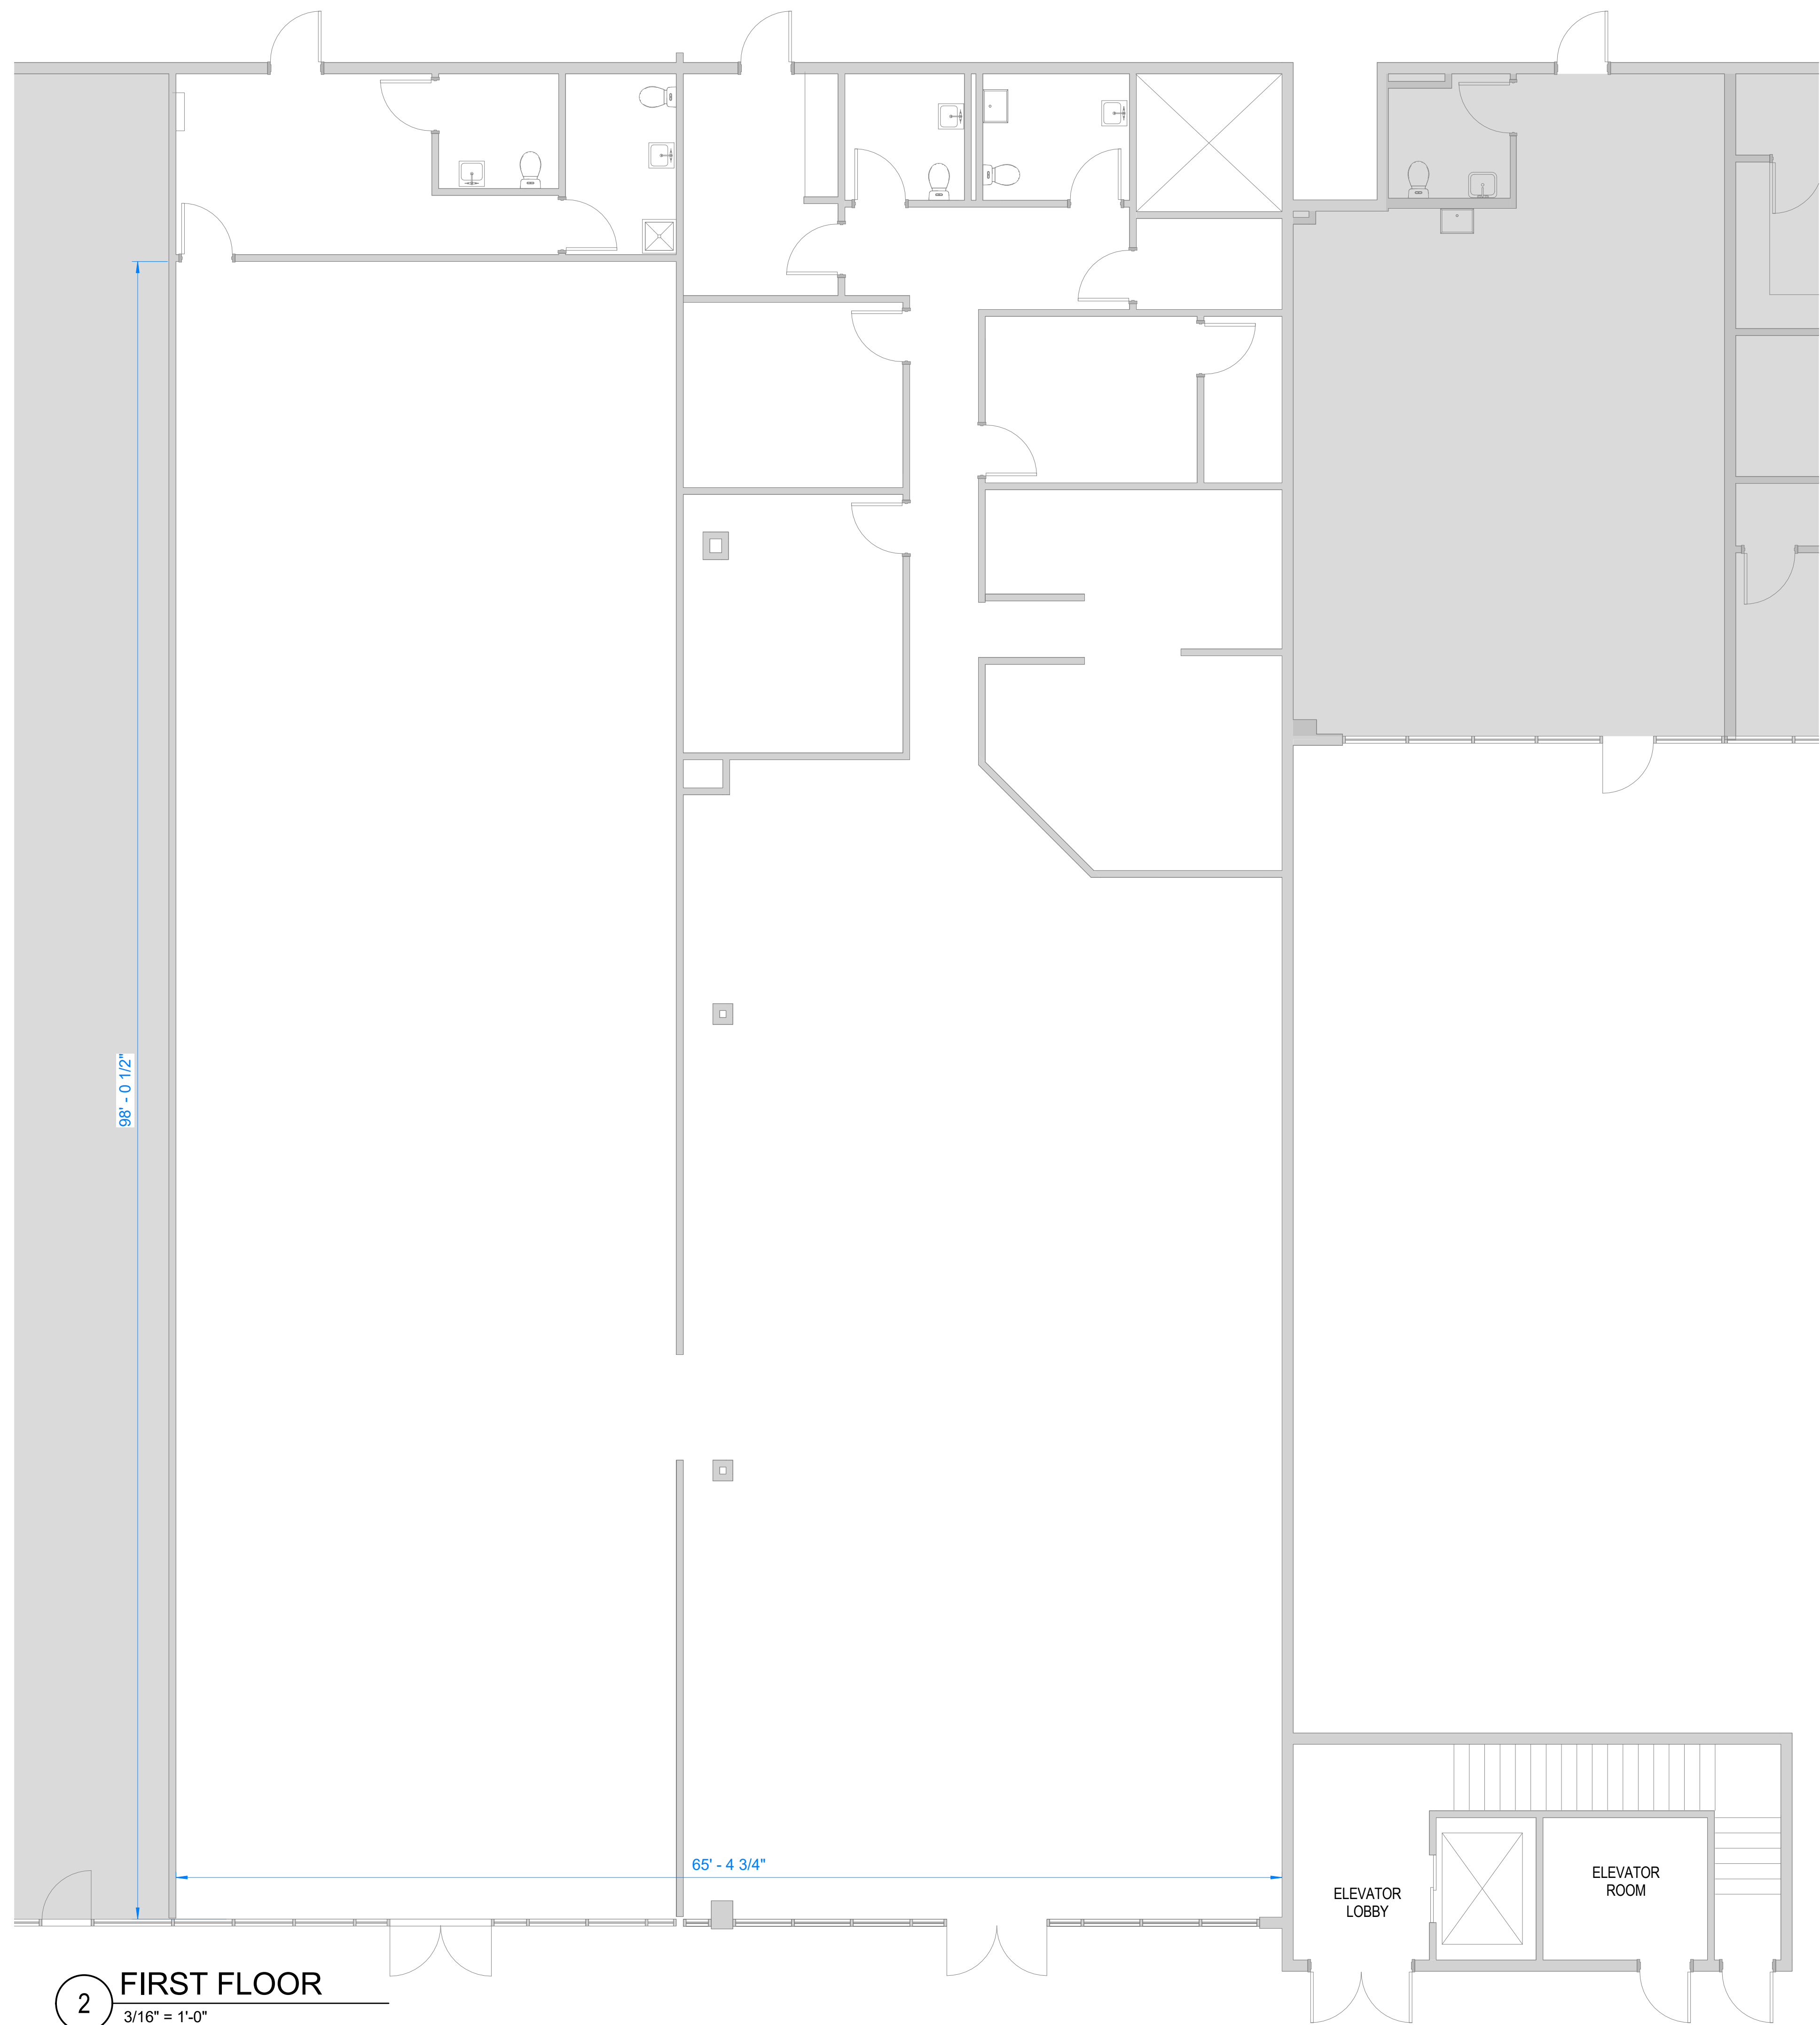 98' - 0 1/2"
65' - 4 3/4"
ELEVATOR
LOBBY
ELEVATOR
ROOM
2
FIRST FLOOR
3/16" = 1'-0"